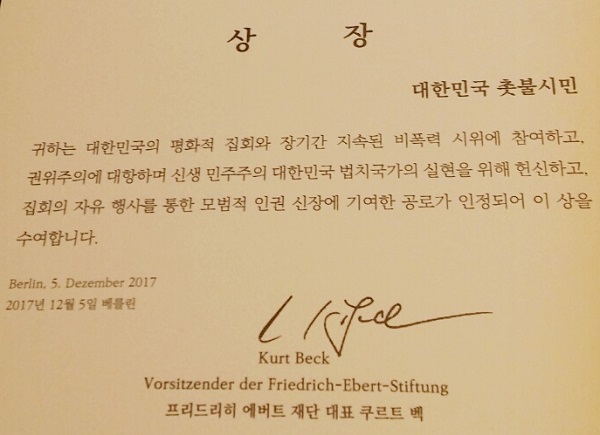 상 장
대한민국 촛불시민
귀하는 대한민국의 평화적 집회와 장기간 지속된 비폭력 시위에 참여하고,
권위주의에 대항하며 신생 민주주의 대한민국 법치국가의 실현을 위해 헌신하고,
집회의 자유 행사를 통한 모범적 인권 신장에 기여한 공로가 인정되어 이 상을
수여합니다.
Berlin, 5. Dezember 2017
2017년 12월 5일 베를린
Kurt Beck
Vorsitzender der Friedrich-Ebert-Stiftung
프리드리히 에버트 재단 대표 쿠르트 벡